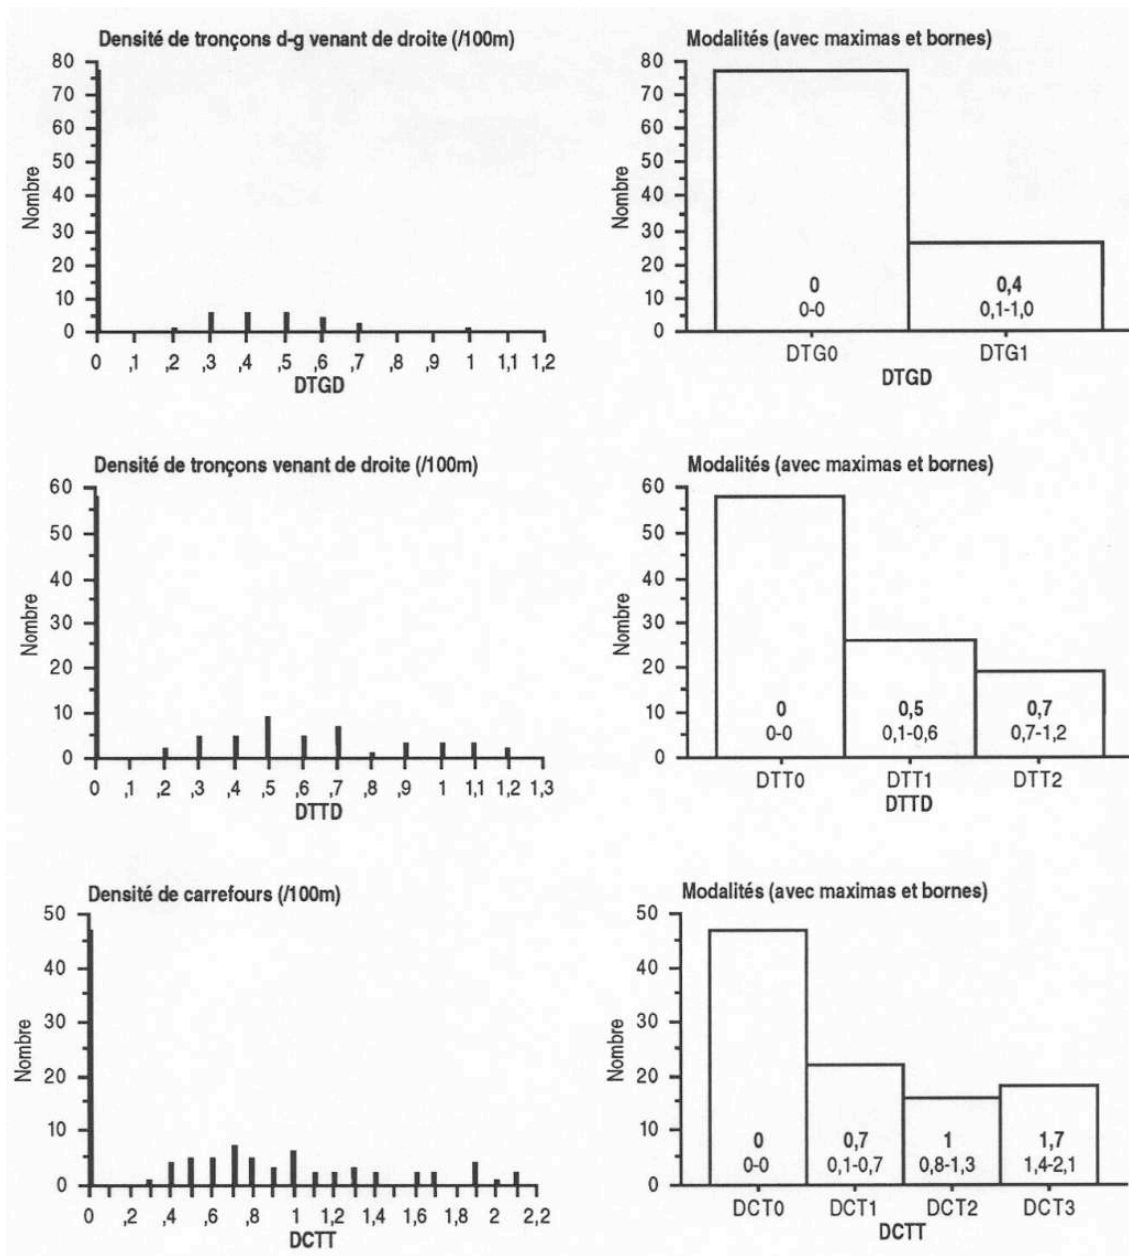 Densité de tronçons d-g venant de droite (/100m)
80
70
60
50
40
30
20
10
0
Nombre
0 ,1 ,2 ,3 ,4 ,5 ,6 ,7 ,8 ,9 1 1,1 1,2
DTGD
Modalités (avec maximas et bornes)
80
70
60
50
40
30
20
10
0
Nombre
0 0,4
0-0 0,1-1,0
DTG0 DTG1
DTGD
Densité de tronçons venant de droite (/100m)
60
50
40
30
20
10
0
Nombre
0 ,1 ,2 ,3 ,4 ,5 ,6 ,7 ,8 ,9 1 1,1 1,2 1,3
DTTD
Modalités (avec maximas et bornes)
60
50
40
30
20
10
0
Nombre
0 0,5 0,7
0-0 0,1-0,6 0,7-1,2
DTT0 DTT1 DTT2
DTTD
Densité de carrefours (/100m)
50
40
30
20
10
0
Nombre
0 ,2 ,4 ,6 ,8 1 1,2 1,4 1,6 1,8 2 2,2
DCTT
Modalités (avec maximas et bornes)
50
40
30
20
10
0
Nombre
0 0,7 1 1,7
0-0 0,1-0,7 0,8-1,3 1,4-2,1
DCT0 DCT1 DCT2 DCT3
DCTT